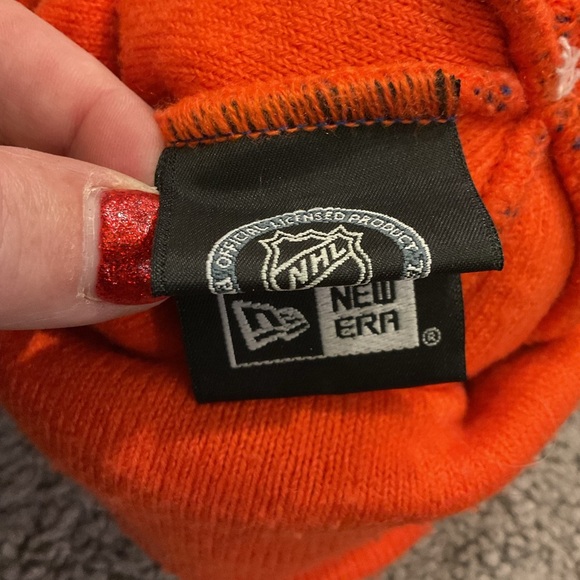 OFFICIAL LICENSED PRODUCT
NHL
NEW
ERA
®